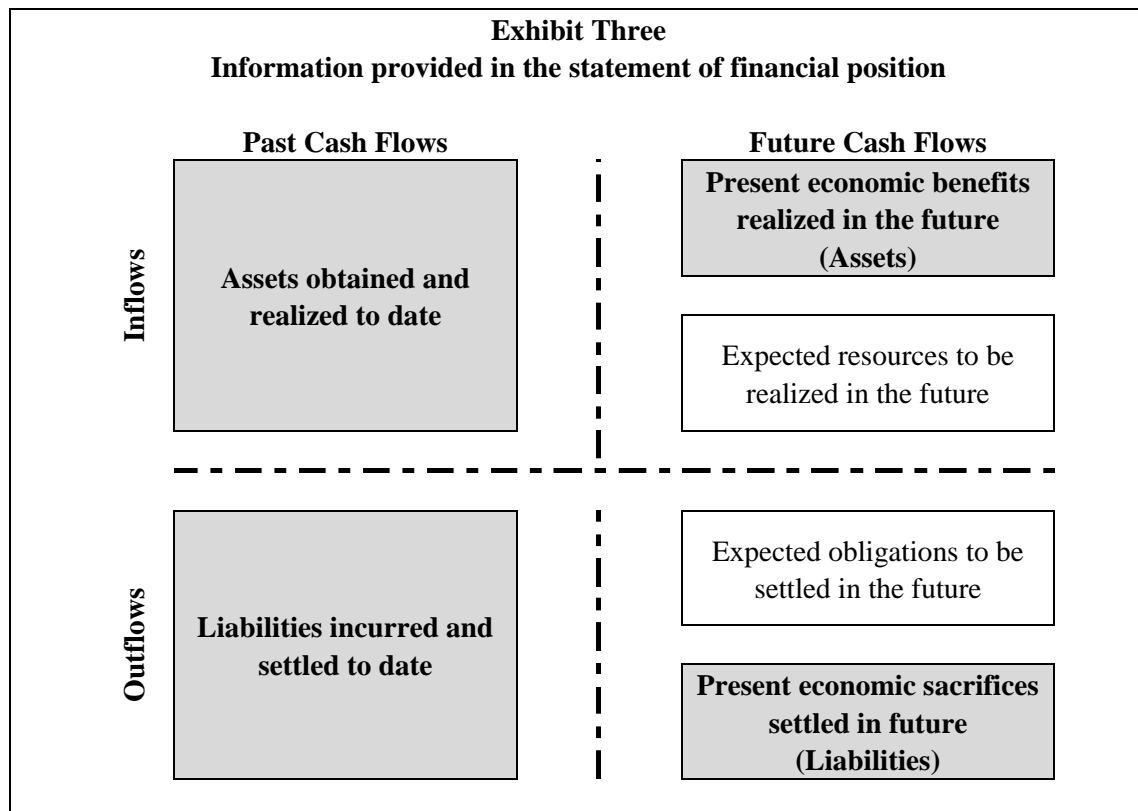 Exhibit Three
Information provided in the statement of financial position
Past Cash Flows
Future Cash Flows
Inflows
Assets obtained and
realized to date
Present economic benefits
realized in the future
(Assets)
Expected resources to be
realized in the future
Outflows
Liabilities incurred and
settled to date
Expected obligations to be
settled in the future
Present economic sacrifices
settled in future
(Liabilities)